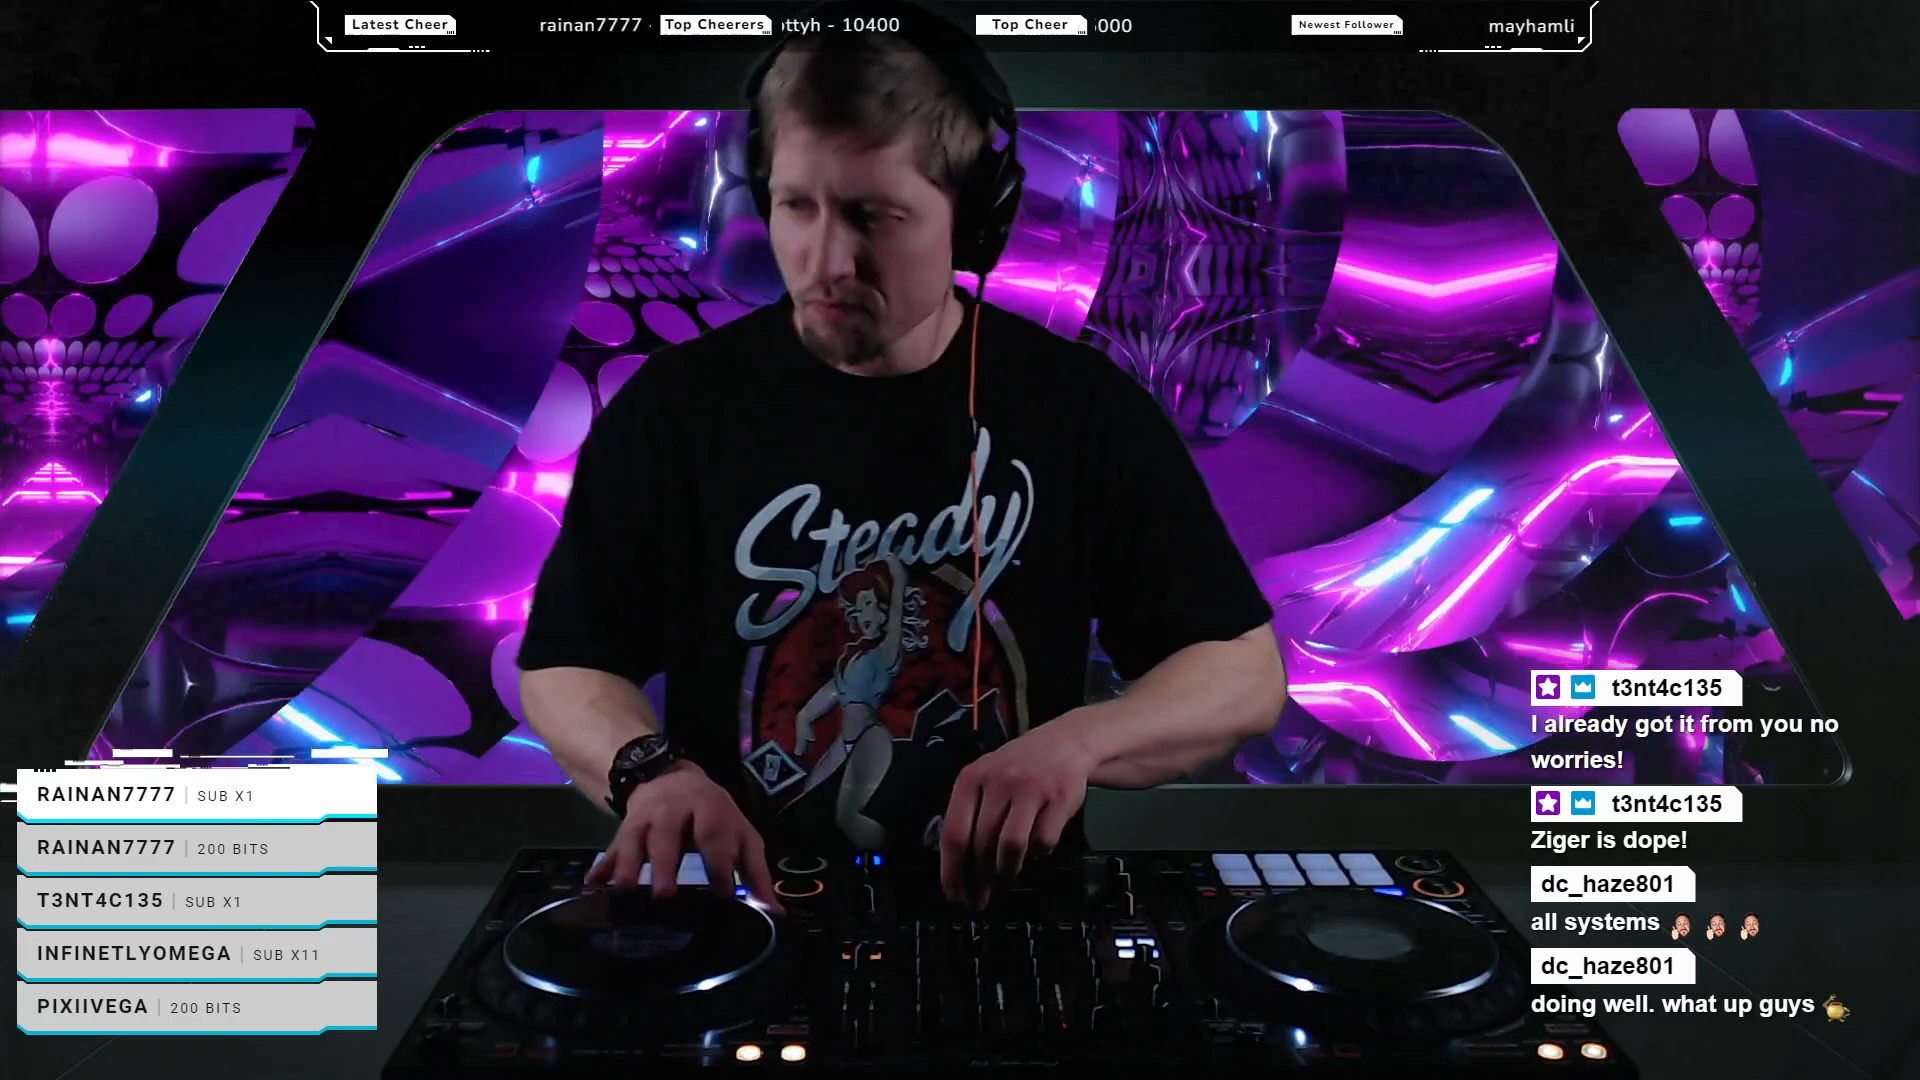 Latest Cheer
rainan7777 ·
Top Cheerers
ttyh - 10400
Top Cheer
000
Newest Follower
mayhamli
Steady
RAINAN7777 | SUB X1
RAINAN7777 | 200 BITS
T3NT4C135 | SUB X1
INFINETLYOMEGA | SUB X11
PIXIIVEGA | 200 BITS
t3nt4c135
I already got it from you no
worries!
t3nt4c135
Ziger is dope!
dc_haze801
all systems
dc_haze801
doing well. what up guys